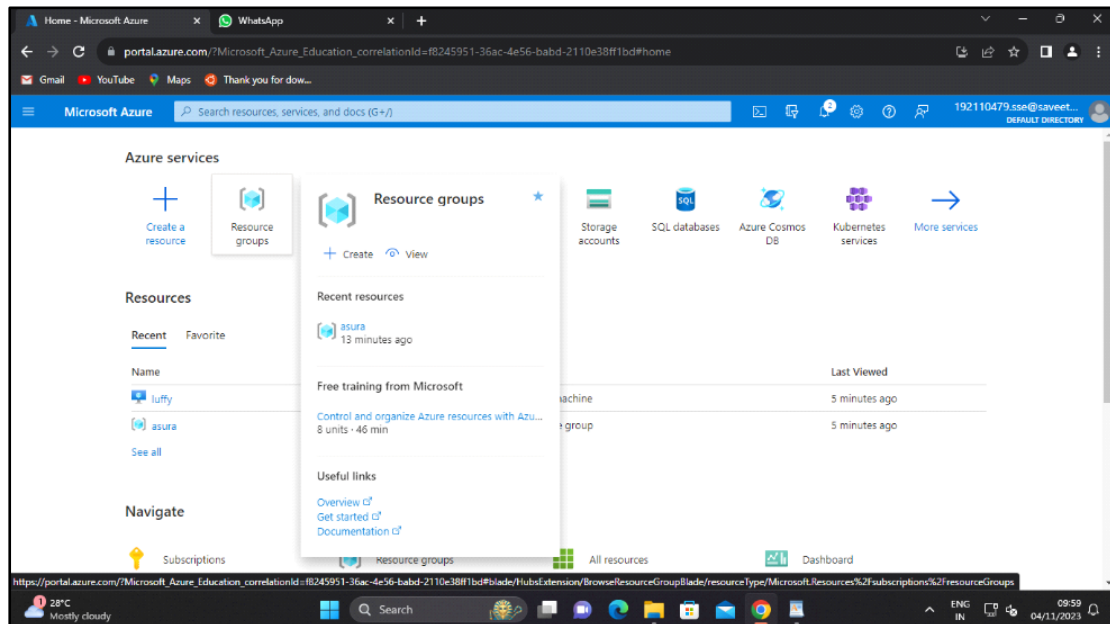 Home - Microsoft Azure
WhatsApp
portal.azure.com/?Microsoft_Azure_Education_correlationId=f8245951-36ac-4e56-babd-2110e38ff1bd#home
Gmail YouTube Maps Thank you for dow...
Microsoft Azure
Search resources, services, and docs (G+/)
2
192110479.sse@saveet...
DEFAULT DIRECTORY
Azure services
Create a resource
Resource groups
Storage accounts
SQL databases
Azure Cosmos DB
Kubernetes services
More services
Resource groups
Create View
Recent resources
asura
13 minutes ago
Free training from Microsoft
Control and organize Azure resources with Azu...
8 units · 46 min
Useful links
Overview
Get started
Documentation
Resources
Recent Favorite
Name Last Viewed
luffy achine 5 minutes ago
asura group 5 minutes ago
See all
Navigate
Subscriptions Resource groups All resources Dashboard
https://portal.azure.com/?Microsoft_Azure_Education_correlationId=f8245951-36ac-4e56-babd-2110e38ff1bd#blade/HubsExtension/BrowseResourceGroupBlade/resourceType/Microsoft.Resources%2Fsubscriptions%2FresourceGroups
1
28°C
Mostly cloudy
Search
ENG
IN
09:59
04/11/2023